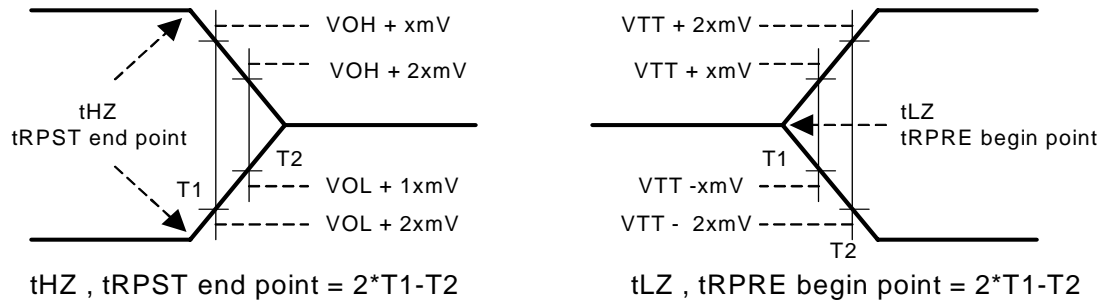 VOH + xmV
VOH + 2xmV
tHZ
tRPST end point
T2
T1
VOL + 1xmV
VOL + 2xmV
tHZ , tRPST end point = 2*T1-T2
VTT + 2xmV
VTT + xmV
tLZ
tRPRE begin point
T1
VTT -xmV
VTT - 2xmV
T2
tLZ , tRPRE begin point = 2*T1-T2